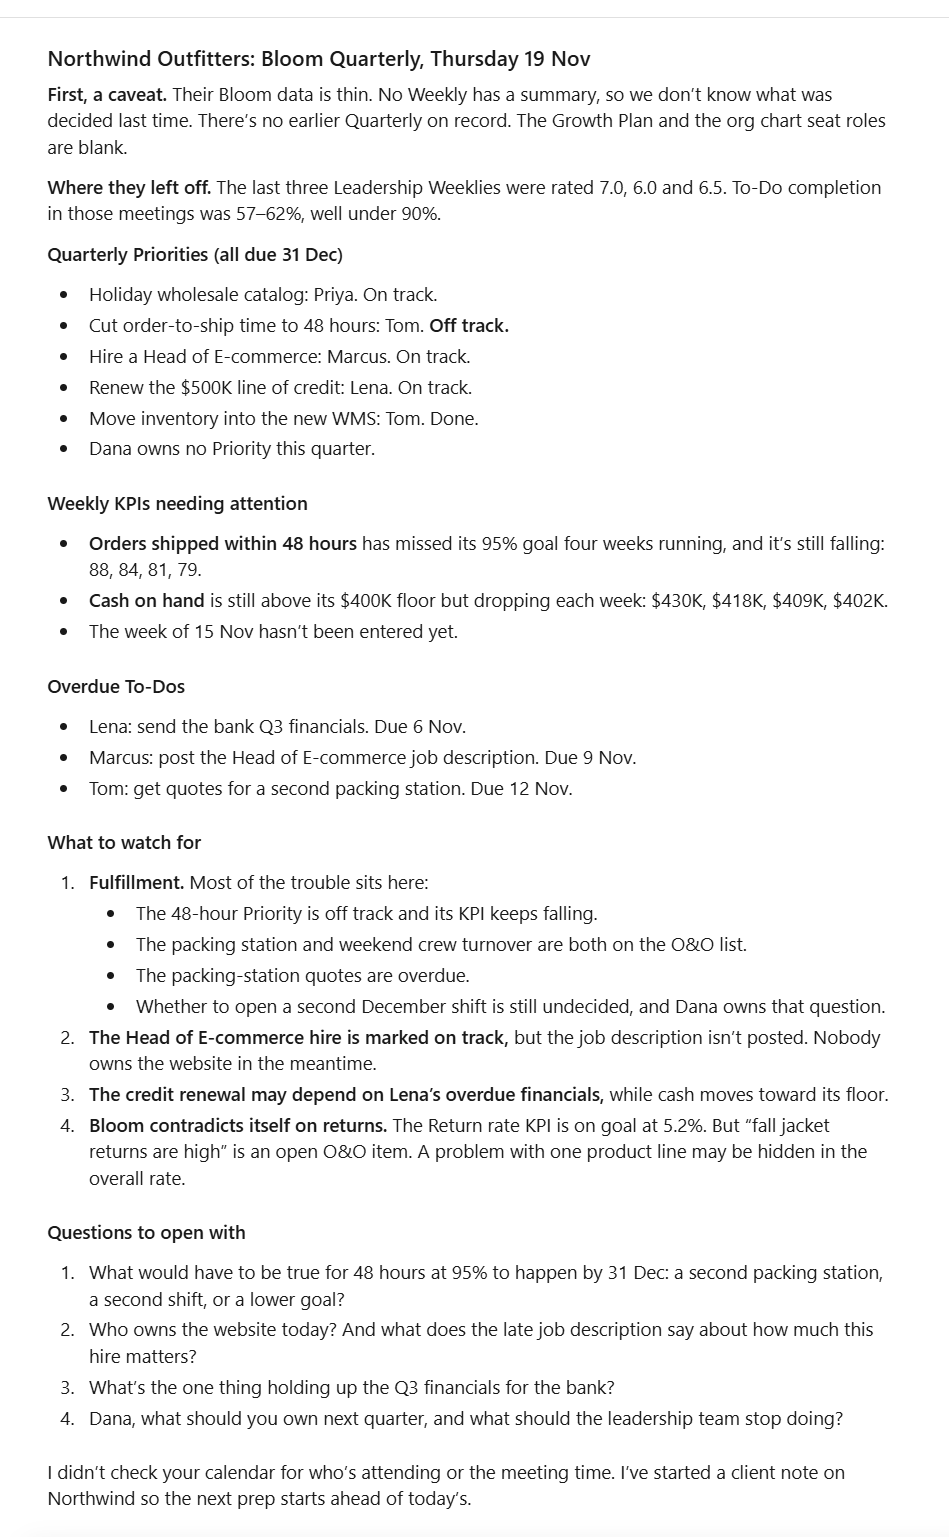 Northwind Outfitters: Bloom Quarterly, Thursday 19 Nov
First, a caveat. Their Bloom data is thin. No Weekly has a summary, so we don’t know what was
decided last time. There’s no earlier Quarterly on record. The Growth Plan and the org chart seat roles
are blank.
Where they left off. The last three Leadership Weeklies were rated 7.0, 6.0 and 6.5. To-Do completion
in those meetings was 57–62%, well under 90%.
Quarterly Priorities (all due 31 Dec)
• Holiday wholesale catalog: Priya. On track.
• Cut order-to-ship time to 48 hours: Tom. Off track.
• Hire a Head of E-commerce: Marcus. On track.
• Renew the $500K line of credit: Lena. On track.
• Move inventory into the new WMS: Tom. Done.
• Dana owns no Priority this quarter.
Weekly KPIs needing attention
• Orders shipped within 48 hours has missed its 95% goal four weeks running, and it’s still falling:
88, 84, 81, 79.
• Cash on hand is still above its $400K floor but dropping each week: $430K, $418K, $409K, $402K.
• The week of 15 Nov hasn’t been entered yet.
Overdue To-Dos
• Lena: send the bank Q3 financials. Due 6 Nov.
• Marcus: post the Head of E-commerce job description. Due 9 Nov.
• Tom: get quotes for a second packing station. Due 12 Nov.
What to watch for
1. Fulfillment. Most of the trouble sits here:
• The 48-hour Priority is off track and its KPI keeps falling.
• The packing station and weekend crew turnover are both on the O&O list.
• The packing-station quotes are overdue.
• Whether to open a second December shift is still undecided, and Dana owns that question.
2. The Head of E-commerce hire is marked on track, but the job description isn’t posted. Nobody
owns the website in the meantime.
3. The credit renewal may depend on Lena’s overdue financials, while cash moves toward its floor.
4. Bloom contradicts itself on returns. The Return rate KPI is on goal at 5.2%. But “fall jacket
returns are high” is an open O&O item. A problem with one product line may be hidden in the
overall rate.
Questions to open with
1. What would have to be true for 48 hours at 95% to happen by 31 Dec: a second packing station,
a second shift, or a lower goal?
2. Who owns the website today? And what does the late job description say about how much this
hire matters?
3. What’s the one thing holding up the Q3 financials for the bank?
4. Dana, what should you own next quarter, and what should the leadership team stop doing?
I didn’t check your calendar for who’s attending or the meeting time. I’ve started a client note on
Northwind so the next prep starts ahead of today’s.